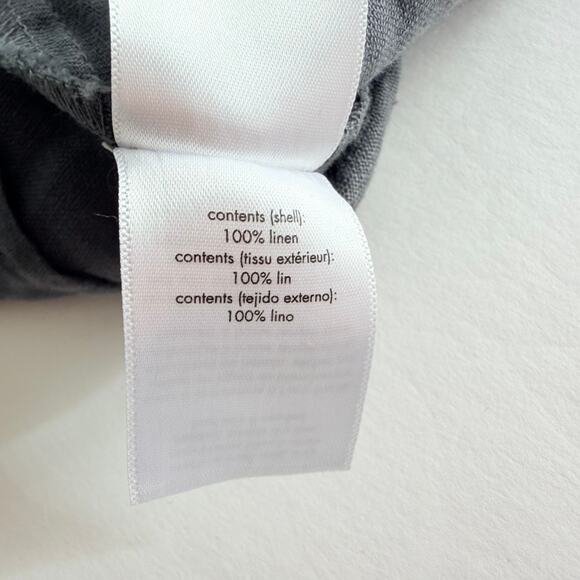 contents (shell):
100% linen
contents (tissu extérieur):
100% lin
contents (tejido externo):
100% lino